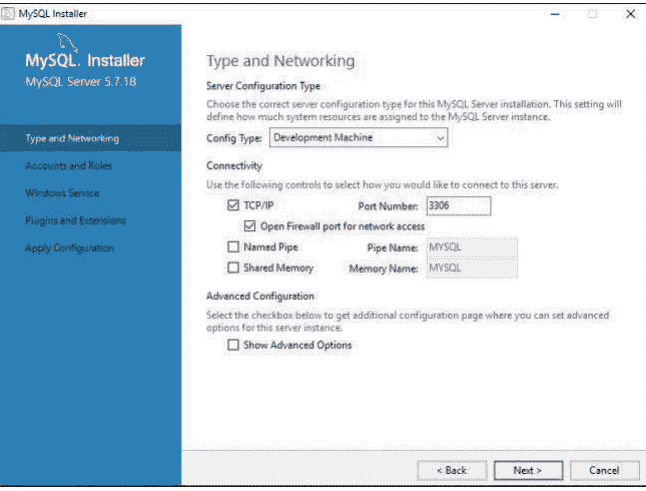 MySQL Installer
MySQL. Installer
MySQL Server 5.7.18
Type and Networking
Accounts and Roles
Windows Service
Plugins and Extensions
Apply Configuration
Type and Networking
Server Configuration Type
Choose the correct server configuration type for this MySQL Server installation. This setting will
define how much system resources are assigned to the MySQL Server instance.
Config Type: Development Machine
Connectivity
Use the following controls to select how you would like to connect to this server.
TCP/IP Port Number: 3306
Open Firewall port for network access
Named Pipe Pipe Name: MYSQL
Shared Memory Memory Name: MYSQL
Advanced Configuration
Select the checkbox below to get additional configuration page where you can set advanced
options for this server instance.
Show Advanced Options
< Back Next > Cancel